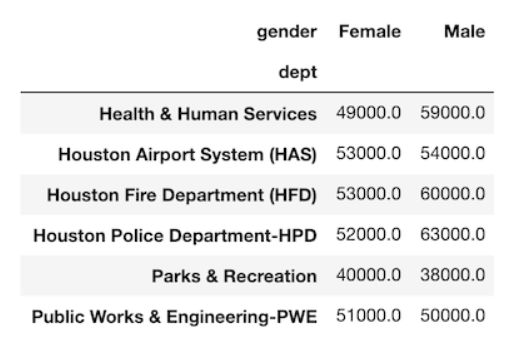 gender Female Male
dept
Health & Human Services 49000.0 59000.0
Houston Airport System (HAS) 53000.0 54000.0
Houston Fire Department (HFD) 53000.0 60000.0
Houston Police Department-HPD 52000.0 63000.0
Parks & Recreation 40000.0 38000.0
Public Works & Engineering-PWE 51000.0 50000.0